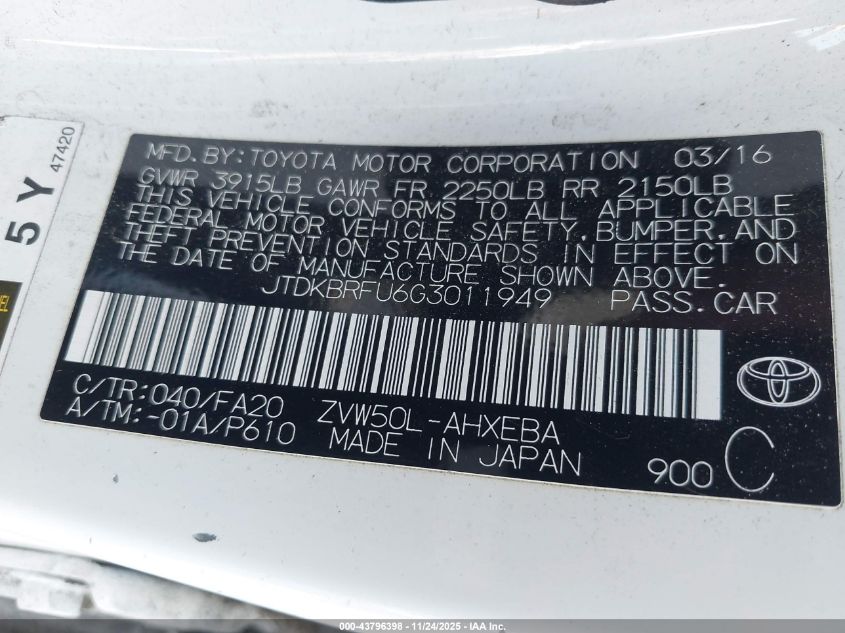 5 Y
47420
MFD. BY: TOYOTA MOTOR CORPORATION 03/16
GVWR 3915LB GAWR FR. 2250LB RR 2150LB
THIS VEHICLE CONFORMS TO ALL APPLICABLE
FEDERAL MOTOR VEHICLE SAFETY, BUMPER, AND
THEFT PREVENTION STANDARDS IN EFFECT ON
THE DATE OF MANUFACTURE SHOWN ABOVE.
JTDKBRFU6G3011949 PASS. CAR
C/TR: 040/FA20 ZVW50L-AHXEBA
A/TM: -01A/P610 MADE IN JAPAN
900 C
000-43796398 - 11/24/2025 - IAA Inc.